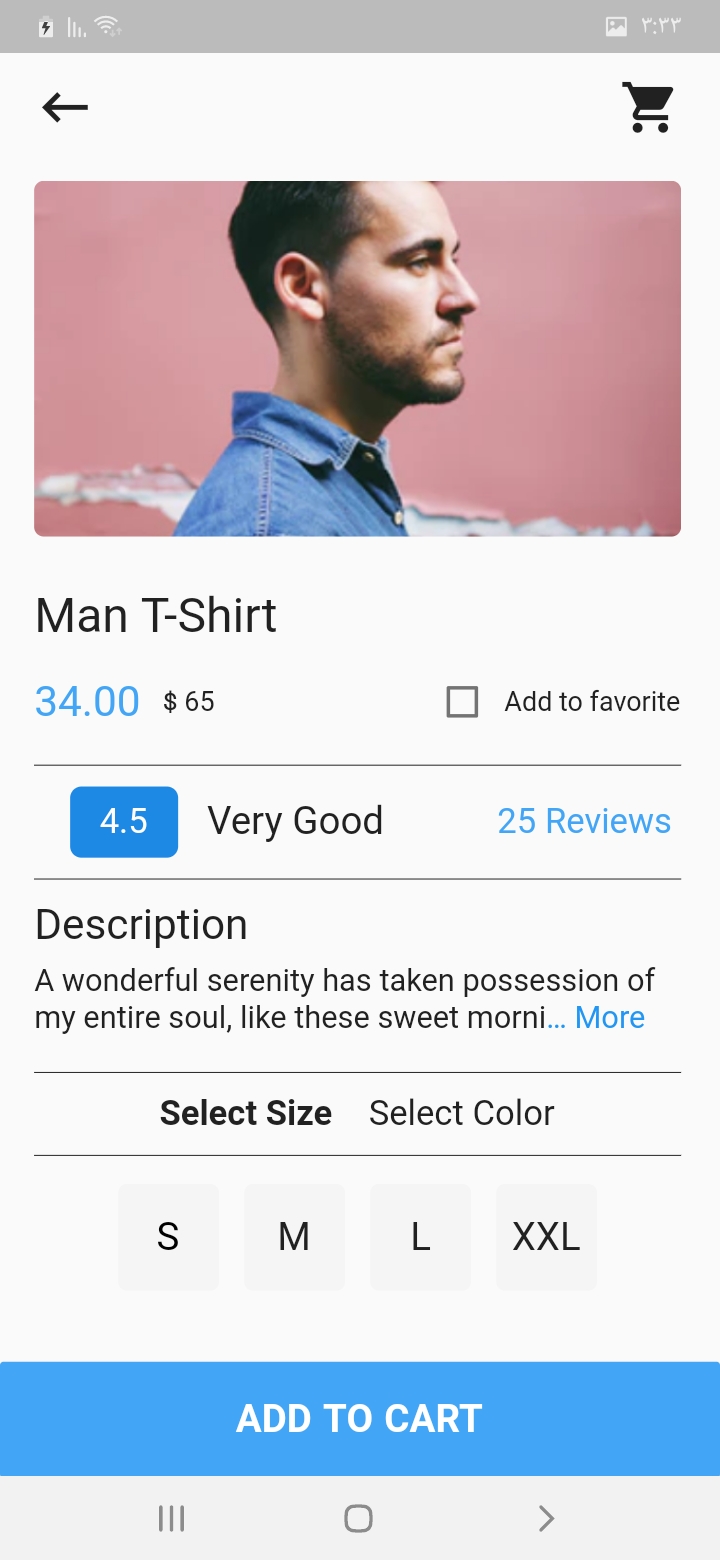 ۳:۳۳
Man T-Shirt
34.00 $ 65 Add to favorite
4.5 Very Good 25 Reviews
Description
A wonderful serenity has taken possession of
my entire soul, like these sweet morni... More
Select Size Select Color
S M L XXL
ADD TO CART